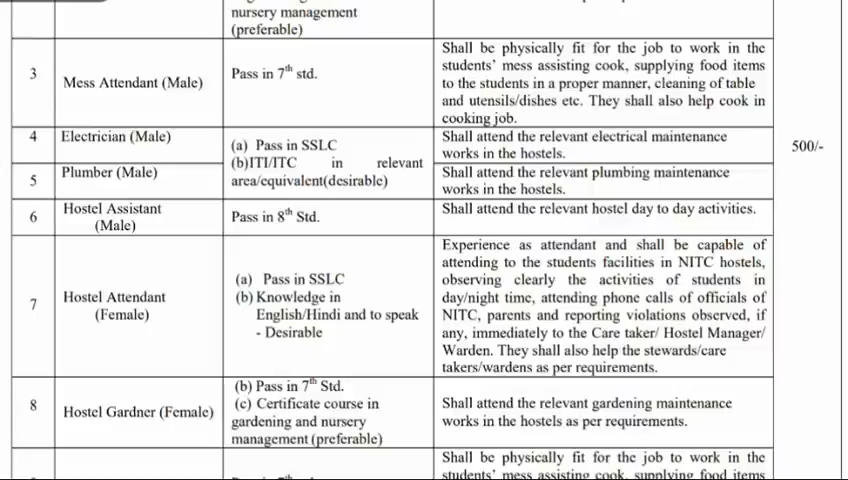 nursery management
(preferable)
3
Mess Attendant (Male)
Pass in 7th std.
Shall be physically fit for the job to work in the
students' mess assisting cook, supplying food items
to the students in a proper manner, cleaning of table
and utensils/dishes etc. They shall also help cook in
cooking job.
4
Electrician (Male)
(a) Pass in SSLC
(b)ITI/ITC in relevant
area/equivalent(desirable)
Shall attend the relevant electrical maintenance
works in the hostels.
500/-
5
Plumber (Male)
Shall attend the relevant plumbing maintenance
works in the hostels.
6
Hostel Assistant
(Male)
Pass in 8th Std.
Shall attend the relevant hostel day to day activities.
7
Hostel Attendant
(Female)
(a) Pass in SSLC
(b) Knowledge in
English/Hindi and to speak
- Desirable
Experience as attendant and shall be capable of
attending to the students facilities in NITC hostels,
observing clearly the activities of students in
day/night time, attending phone calls of officials of
NITC, parents and reporting violations observed, if
any, immediately to the Care taker/ Hostel Manager/
Warden. They shall also help the stewards/care
takers/wardens as per requirements.
8
Hostel Gardner (Female)
(b) Pass in 7th Std.
(c) Certificate course in
gardening and nursery
management (preferable)
Shall attend the relevant gardening maintenance
works in the hostels as per requirements.
Shall be physically fit for the job to work in the
students' mess assisting cook, supplying food items